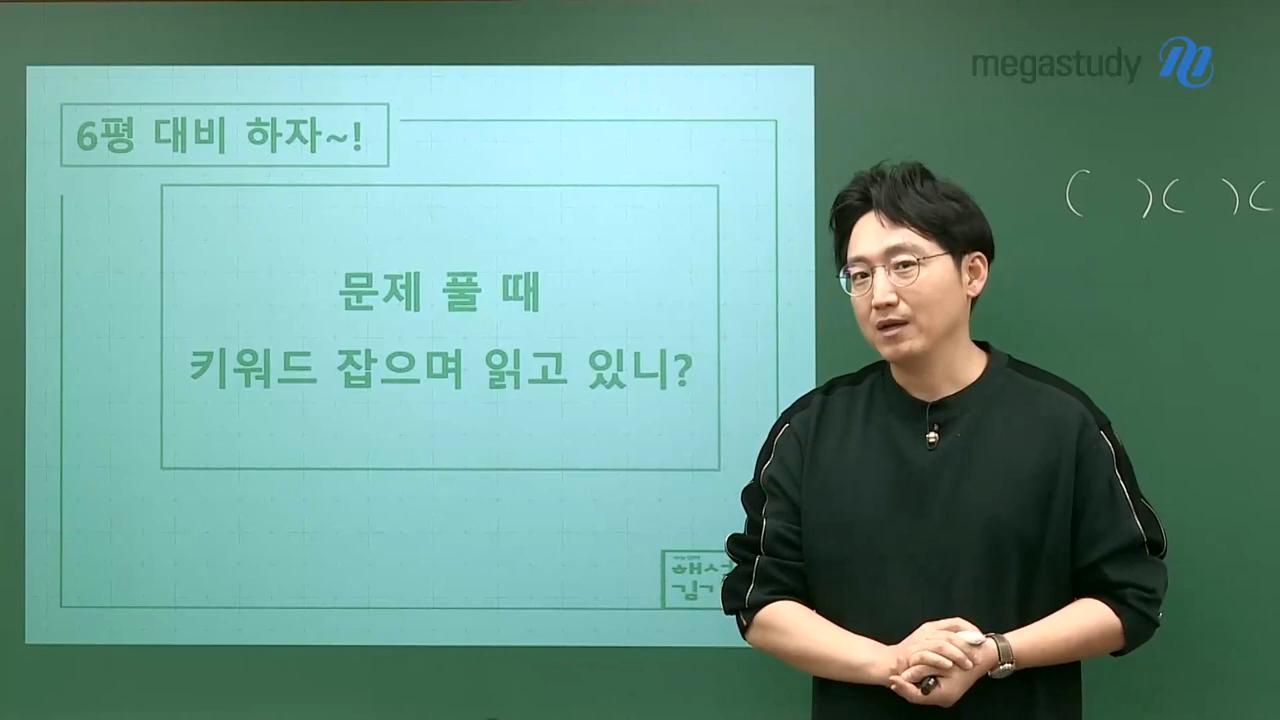 megastudy
6평 대비 하자~!
문제 풀 때
키워드 잡으며 읽고 있니?
( )( )(